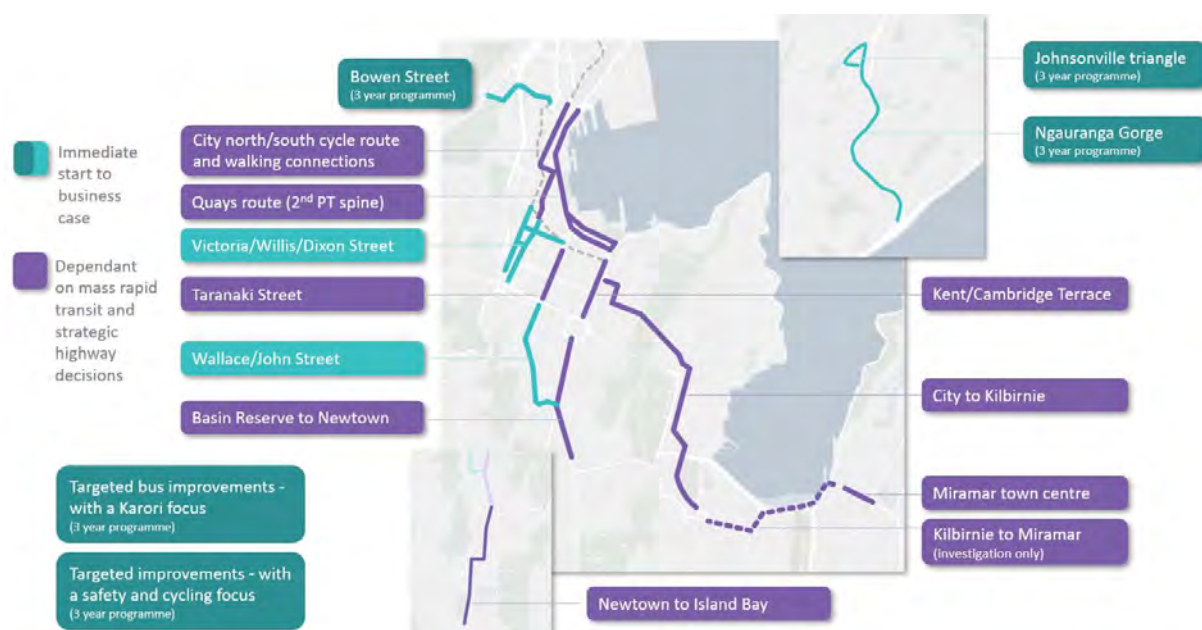 Bowen Street
(3 year programme)
City north/south cycle route
and walking connections
Quays route (2nd PT spine)
Victoria/Willis/Dixon Street
Taranaki Street
Wallace/John Street
Basin Reserve to Newtown
Immediate
start to
business
case
Dependant
on mass rapid
transit and
strategic
highway
decisions
Targeted bus improvements -
with a Karori focus
(3 year programme)
Targeted improvements - with
a safety and cycling focus
(3 year programme)
Johnsonville triangle
(3 year programme)
Ngauranga Gorge
(3 year programme)
Kent/Cambridge Terrace
City to Kilbirnie
Miramar town centre
Kilbirnie to Miramar
(investigation only)
Newtown to Island Bay